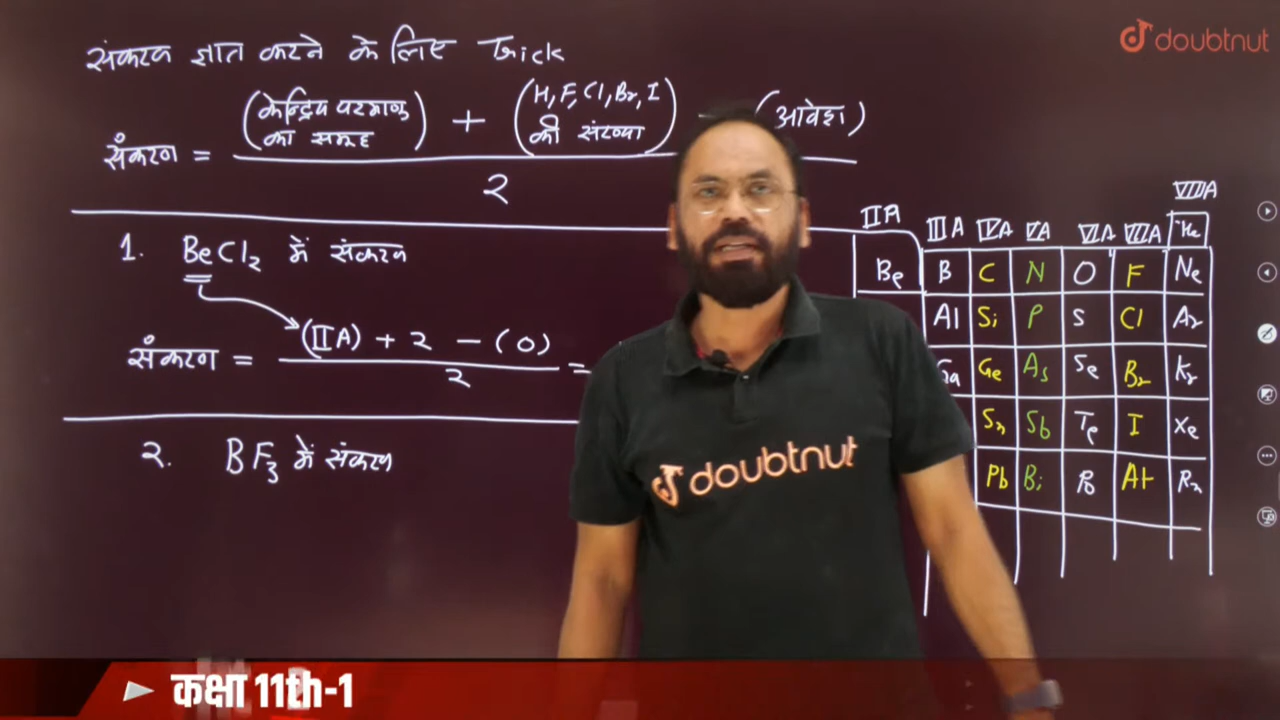 doubtnut
संकरण ज्ञात करने के लिए Trick
संकरण = (केन्द्रिय परमाणु का समूह) + (H, F, Cl, Br, I की संख्या) - (आवेश)
2
1. BeCl2 में संकरण
संकरण = (IIA) + 2 - (0) =
2
2. BF3 में संकरण
IIA IIIA IVA VA VIA VIIA VIIIA
He
Be B C N O F Ne
Al Si P S Cl Ar
Ga Ge As Se Br Kr
Sn Sb Te I Xe
Pb Bi Po At Rn
doubtnut
कक्षा 11th-1